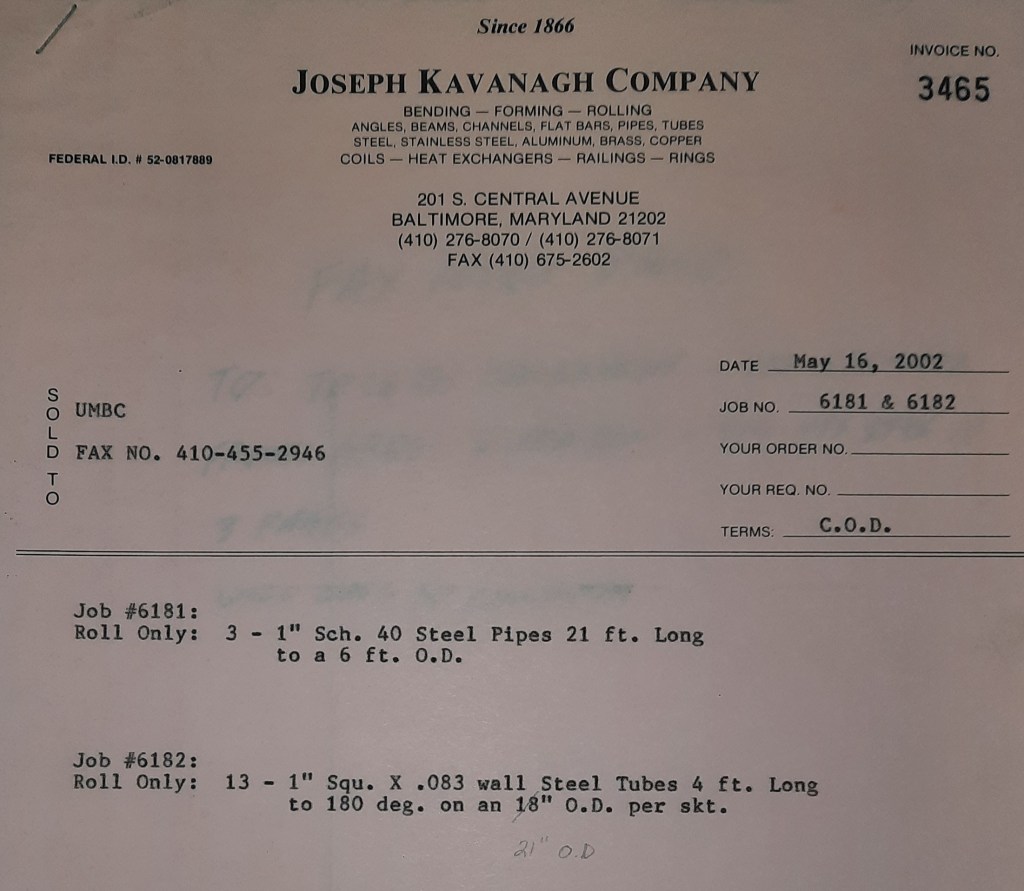 Since 1866
INVOICE NO.
JOSEPH KAVANAGH COMPANY
3465
BENDING — FORMING — ROLLING
ANGLES, BEAMS, CHANNELS, FLAT BARS, PIPES, TUBES
STEEL, STAINLESS STEEL, ALUMINUM, BRASS, COPPER
FEDERAL I.D. # 52-0817889
COILS — HEAT EXCHANGERS — RAILINGS — RINGS
201 S. CENTRAL AVENUE
BALTIMORE, MARYLAND 21202
(410) 276-8070 / (410) 276-8071
FAX (410) 675-2602
DATE May 16, 2002
JOB NO. 6181 & 6182
YOUR ORDER NO.
YOUR REQ. NO.
TERMS: C.O.D.
SOLD TO
UMBC
FAX NO. 410-455-2946
Job #6181:
Roll Only: 3 - 1" Sch. 40 Steel Pipes 21 ft. Long
to a 6 ft. O.D.
Job #6182:
Roll Only: 13 - 1" Squ. X .083 wall Steel Tubes 4 ft. Long
to 180 deg. on an 18" O.D. per skt.
21" O.D